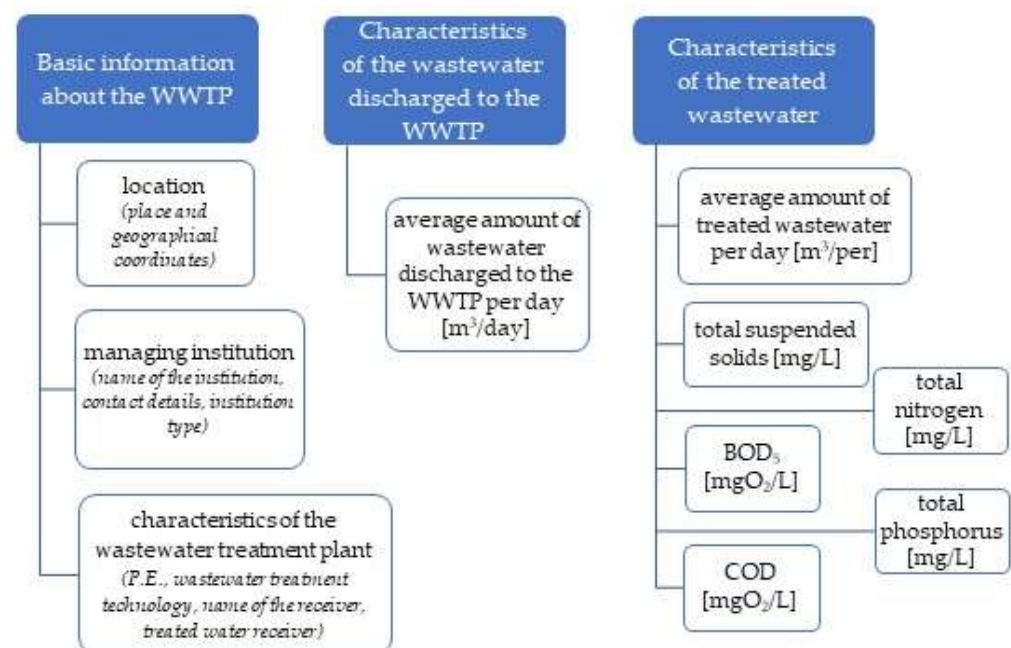 Basic information
about the WWTP
location
(place and
geographical
coordinates)
managing institution
(name of the institution,
contact details, institution
type)
characteristics of the
wastewater treatment plant
(P.E., wastewater treatment
technology, name of the receiver,
treated water receiver)
Characteristics
of the wastewater
discharged to the
WWTP
average amount of
wastewater
discharged to the
WWTP per day
[m³/day]
Characteristics
of the treated
wastewater
average amount of
treated wastewater
per day [m³/per]
total suspended
solids [mg/L]
total
nitrogen
[mg/L]
BOD₅
[mgO₂/L]
total
phosphorus
[mg/L]
COD
[mgO₂/L]